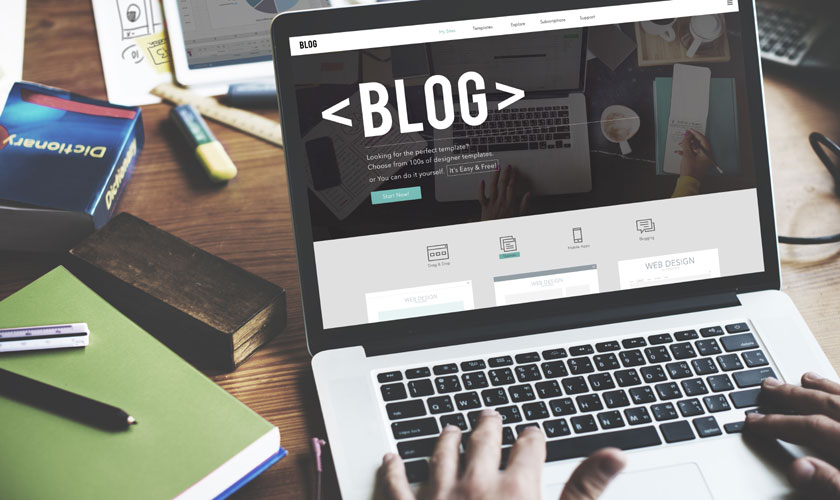 BLOG
My Sites
Templates
Explore
Subscriptions
Support
<BLOG>
Looking for the perfect template?
Choose from 100s of designer templates.
or You can do it yourself. It's Easy & Free!
Start Now!
Drag & Drop
Mobile Apps
Blogging
WEB DESIGN
WEB DESIGN
WEB DESIGN
Dictionary
Dictionary